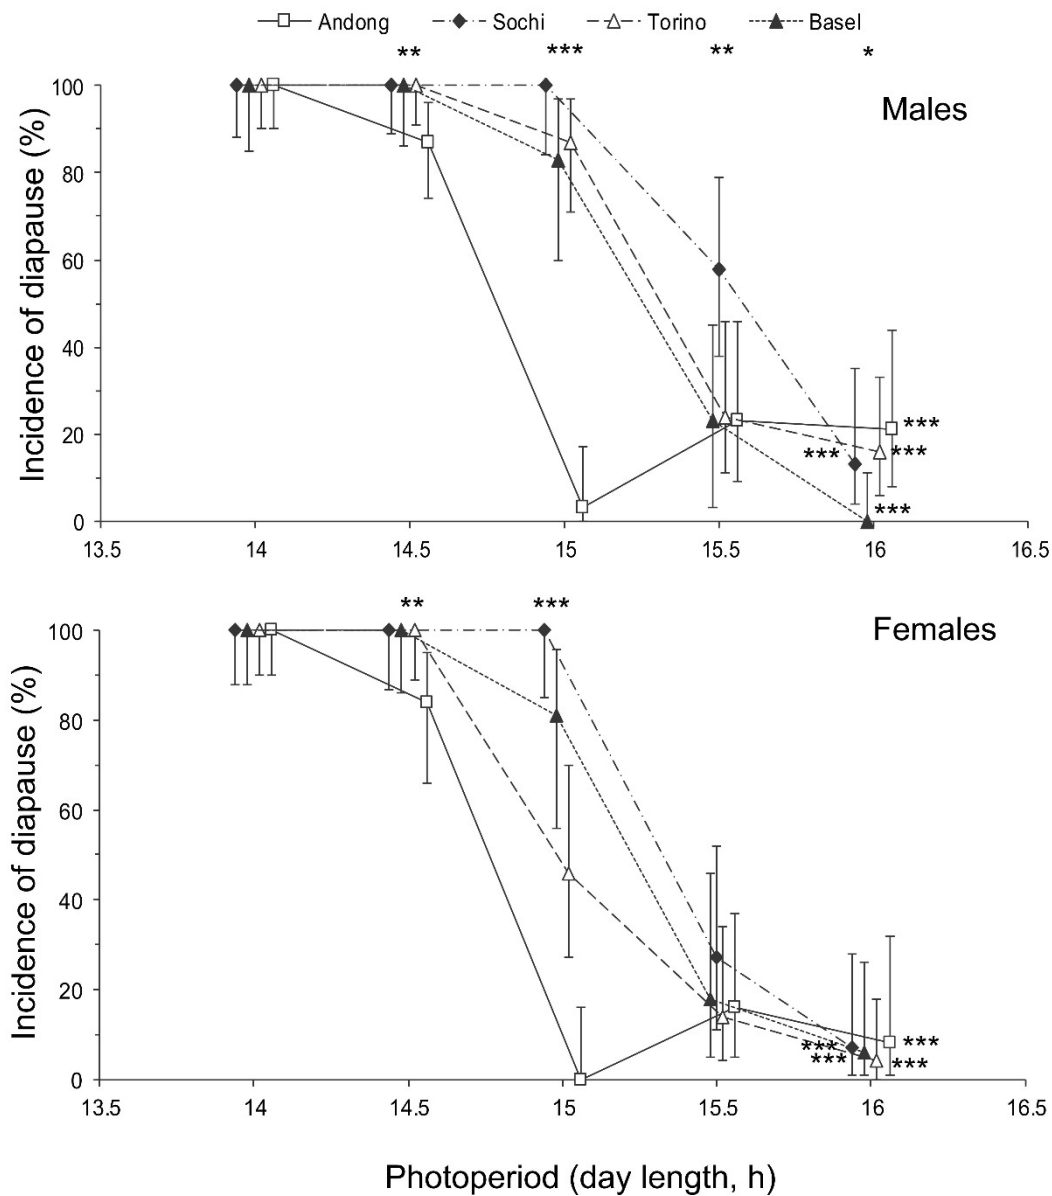 Andong Sochi Torino Basel
** *** ** *
Males
Incidence of diapause (%)
100
80
60
40
20
0
***
***
***
***
13.5 14 14.5 15 15.5 16 16.5
** ***
Females
Incidence of diapause (%)
100
80
60
40
20
0
***
***
***
***
13.5 14 14.5 15 15.5 16 16.5
Photoperiod (day length, h)